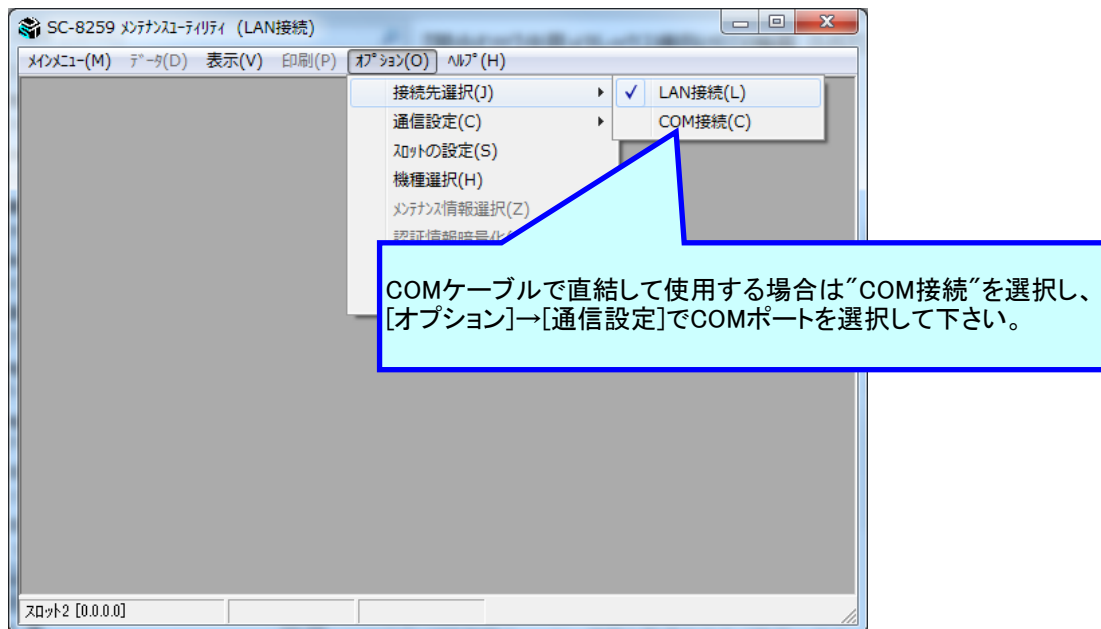 SC-8259 ﾒﾝﾃﾅﾝｽﾕｰﾃｨﾘﾃｨ (LAN接続)
ﾒｲﾝﾒﾆｭｰ(M) ﾃﾞｰﾀ(D) 表示(V) 印刷(P) ｵﾌﾟｼｮﾝ(O) ﾍﾙﾌﾟ(H)
接続先選択(J)
✓ LAN接続(L)
通信設定(C)
COM接続(C)
ｽﾛｯﾄの設定(S)
機種選択(H)
ﾒﾝﾃﾅﾝｽ情報選択(Z)
認証情報暗号化
COMケーブルで直結して使用する場合は"COM接続"を選択し、
[オプション]→[通信設定]でCOMポートを選択して下さい。
ｽﾛｯﾄ2 [0.0.0.0]